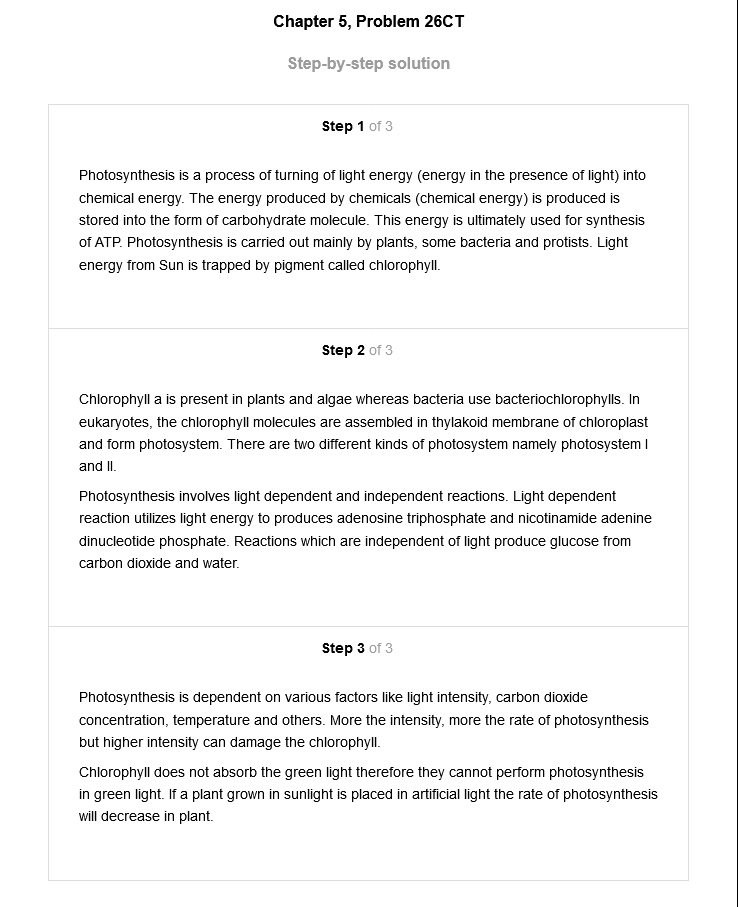 Chapter 5, Problem 26CT
Step-by-step solution
Step 1 of 3
Photosynthesis is a process of turning of light energy (energy in the presence of light) into
chemical energy. The energy produced by chemicals (chemical energy) is produced is
stored into the form of carbohydrate molecule. This energy is ultimately used for synthesis
of ATP. Photosynthesis is carried out mainly by plants, some bacteria and protists. Light
energy from Sun is trapped by pigment called chlorophyll.
Step 2 of 3
Chlorophyll a is present in plants and algae whereas bacteria use bacteriochlorophylls. In
eukaryotes, the chlorophyll molecules are assembled in thylakoid membrane of chloroplast
and form photosystem. There are two different kinds of photosystem namely photosystem I
and II.
Photosynthesis involves light dependent and independent reactions. Light dependent
reaction utilizes light energy to produces adenosine triphosphate and nicotinamide adenine
dinucleotide phosphate. Reactions which are independent of light produce glucose from
carbon dioxide and water.
Step 3 of 3
Photosynthesis is dependent on various factors like light intensity, carbon dioxide
concentration, temperature and others. More the intensity, more the rate of photosynthesis
but higher intensity can damage the chlorophyll.
Chlorophyll does not absorb the green light therefore they cannot perform photosynthesis
in green light. If a plant grown in sunlight is placed in artificial light the rate of photosynthesis
will decrease in plant.